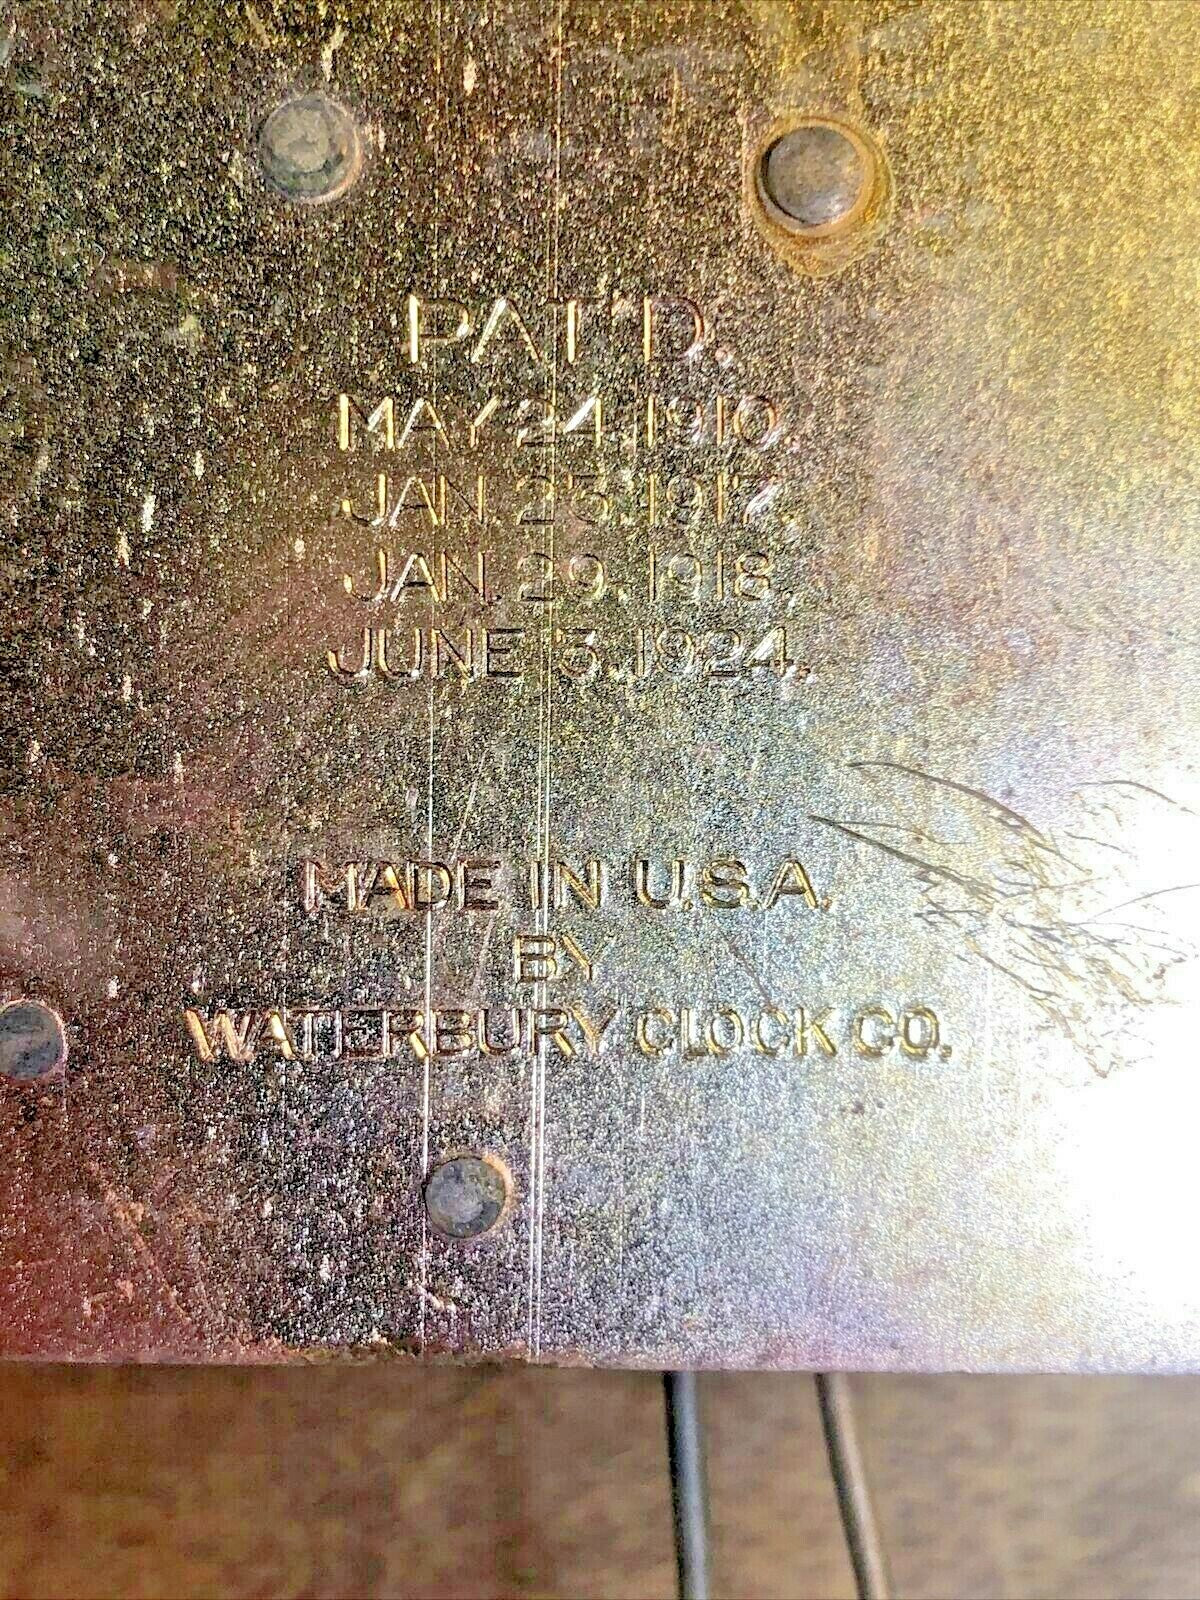 PAT'D.
MAY 24.1910.
JAN.23.1917.
JAN.29.1918.
JUNE 3.1924.
MADE IN U.S.A.
BY
WATERBURY CLOCK CO.